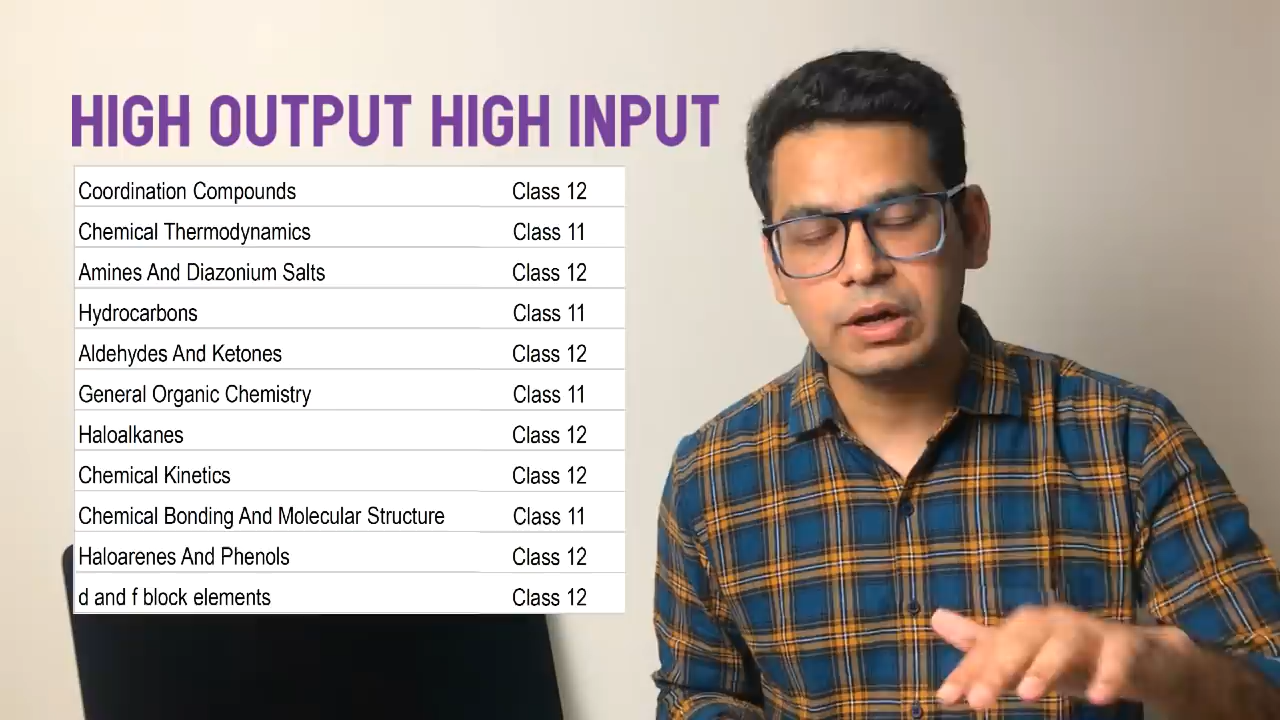 HIGH OUTPUT HIGH INPUT
Coordination Compounds Class 12
Chemical Thermodynamics Class 11
Amines And Diazonium Salts Class 12
Hydrocarbons Class 11
Aldehydes And Ketones Class 12
General Organic Chemistry Class 11
Haloalkanes Class 12
Chemical Kinetics Class 12
Chemical Bonding And Molecular Structure Class 11
Haloarenes And Phenols Class 12
d and f block elements Class 12